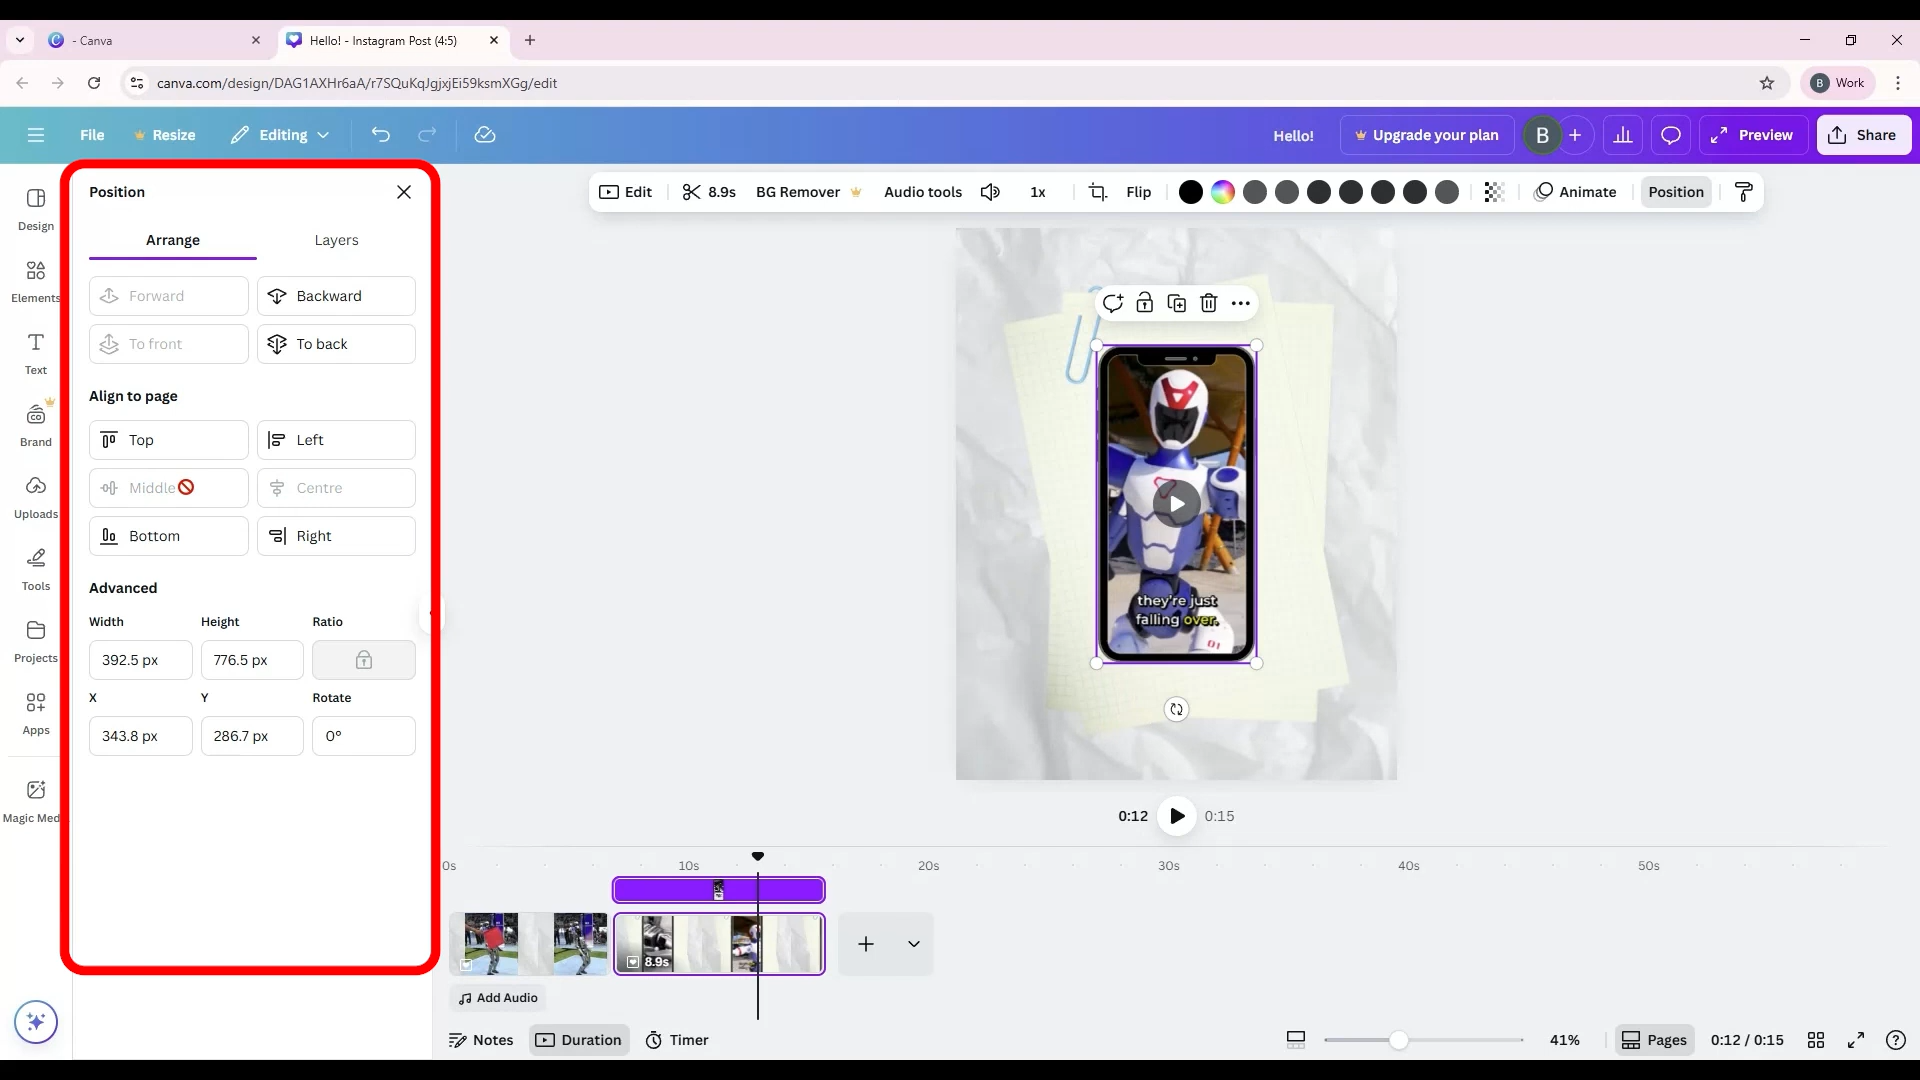 - Canva
Hello! - Instagram Post (4:5)
canva.com/design/DAG1AXHr6aA/r7SQuKqJgjxjEi59ksmXGg/edit
B
Work
File
Resize
Editing
Hello!
Upgrade your plan
B
Preview
Share
Position
Edit
8.9s
BG Remover
Audio tools
1x
Flip
Animate
Position
Design
Elements
Text
Brand
Uploads
Tools
Projects
Apps
Magic Med
Arrange
Layers
Forward
Backward
To front
To back
Align to page
Top
Left
Middle
Centre
Bottom
Right
Advanced
Width
Height
Ratio
392.5 px
776.5 px
X
Y
Rotate
343.8 px
286.7 px
0°
they're just
falling over.
01
0:12
0:15
0s
10s
20s
30s
40s
50s
8.9s
Add Audio
Notes
Duration
Timer
41%
Pages
0:12 / 0:15